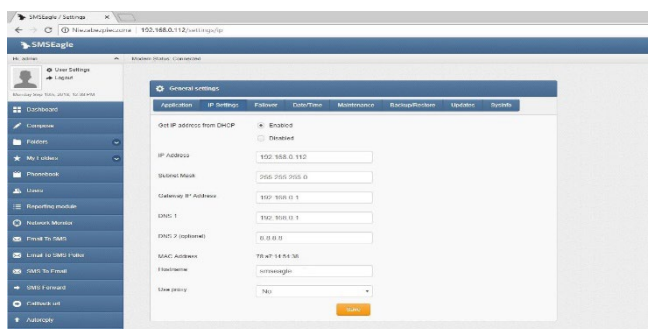 SMSEagle / Settings
Niezabezpieczona | 192.168.0.112/settings/ip
SMSEagle
Hi, admin
Modem Status: Connected
User Settings
Logout
General settings
Application
IP Settings
Failover
Date/Time
Maintenance
Backup/Restore
Updates
Sysinfo
Dashboard
Compose
Folders
My Folders
Phonebook
Users
Reporting module
Network Monitor
Email To SMS
Email To SMS Poller
SMS To Email
SMS Forward
Callback url
Autoreply
Get IP address from DHCP
Enabled
Disabled
IP Address
192.168.0.112
Subnet Mask
255.255.255.0
Gateway IP Address
192.168.0.1
DNS 1
192.168.0.1
DNS 2 (optional)
8.8.8.8
MAC Address
Hostname
smseagle
Use proxy
No
Save